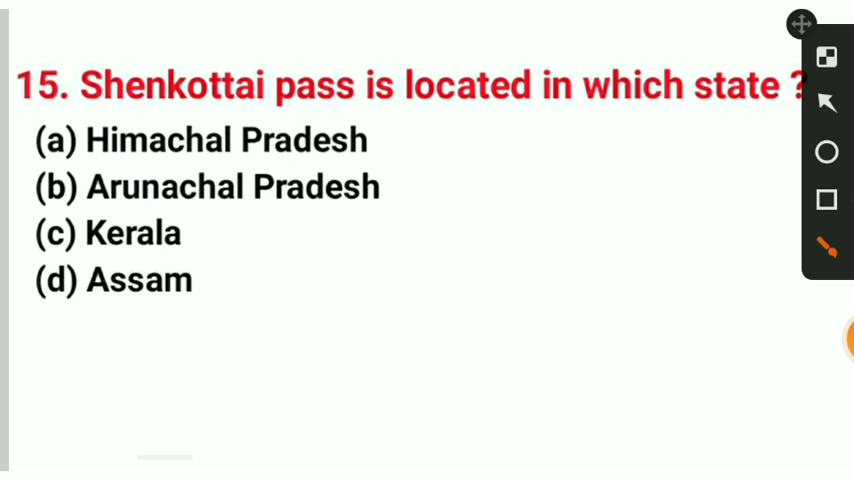 15. Shenkottai pass is located in which state ?
(a) Himachal Pradesh
(b) Arunachal Pradesh
(c) Kerala
(d) Assam